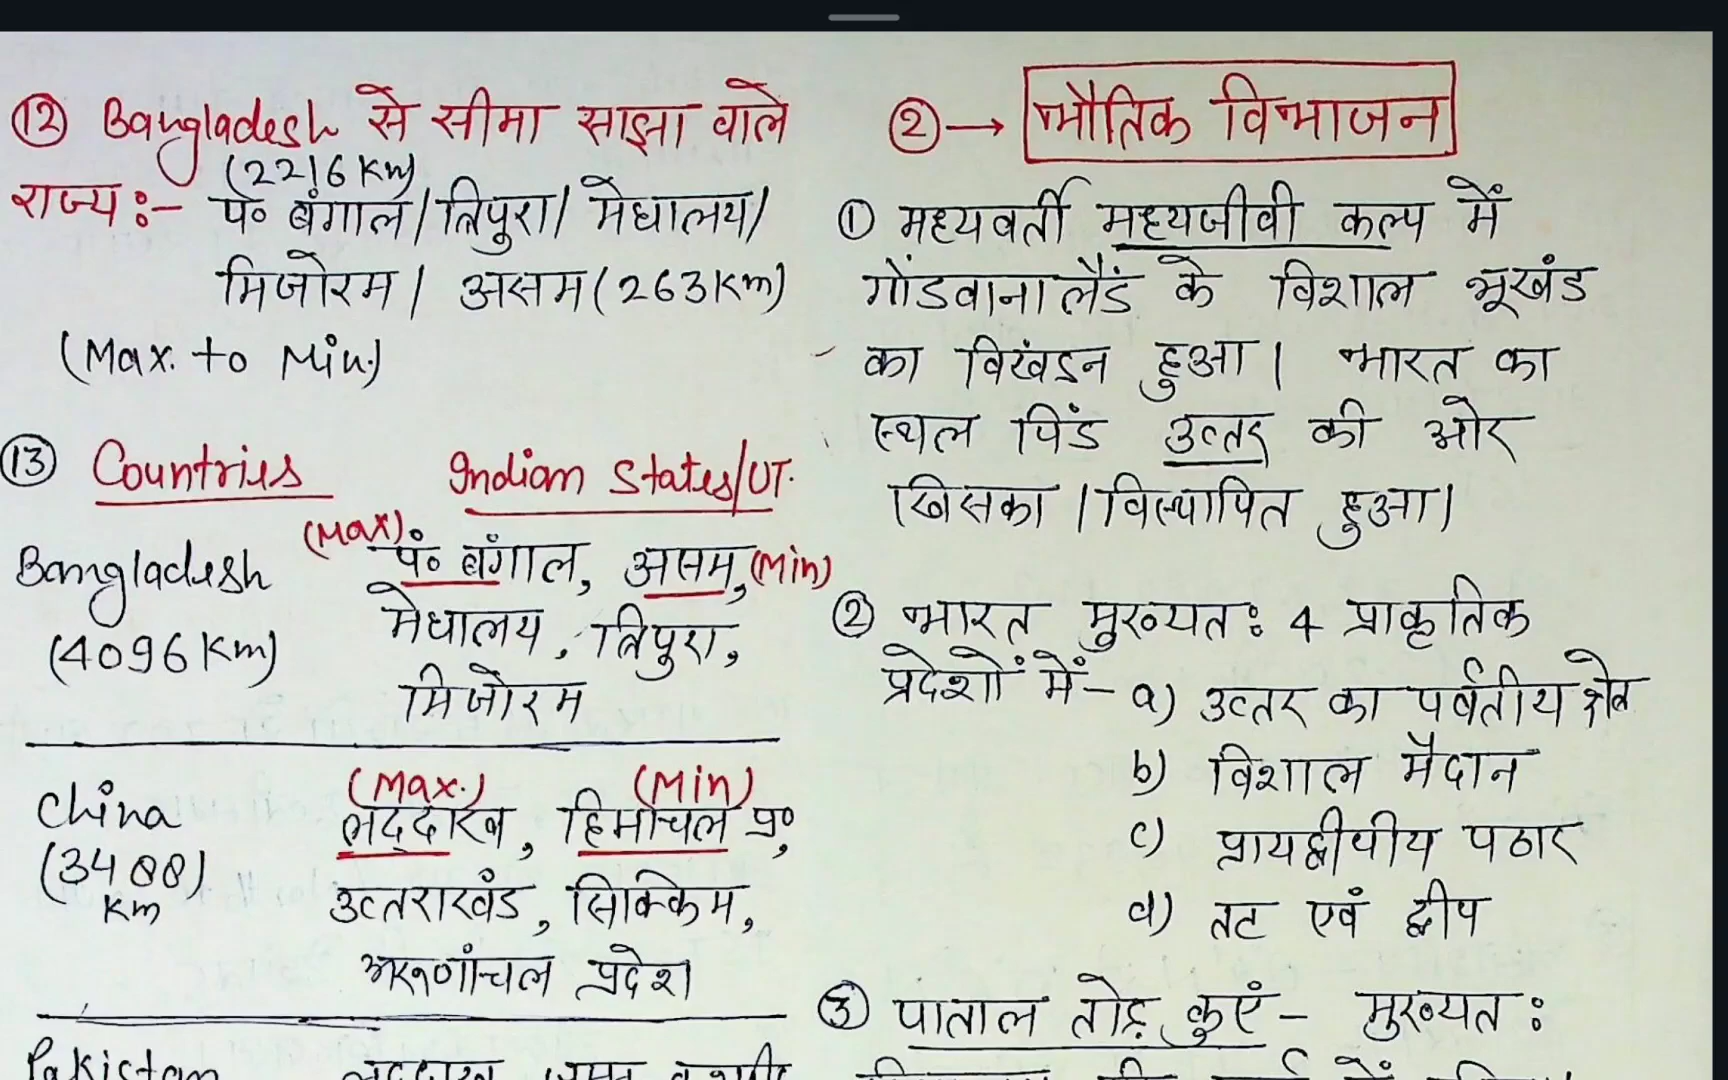 ⑫ Bangladesh से सीमा साझा वाले
(2216 Km)
राज्य :- प० बंगाल / त्रिपुरा / मेघालय /
मिजोरम / असम (263 Km)
(Max. to Min.)
⑬ Countries Indian States/UT.
(Max) (Min)
Bangladesh पं० बंगाल, असम,
(4096 Km) मेघालय, त्रिपुरा,
मिजोरम
(Max.) (Min)
China लद्दाख, हिमांचल प्र०,
(3488) उत्तराखंड, सिक्किम,
Km
अरूणांचल प्रदेश
Pakistan
② → भौतिक विभाजन
① मध्यवर्ती मध्यजीवी कल्प में
गोंडवाना लैंड के विशाल भूखंड
का विखंडन हुआ। भारत का
स्थल पिंड उत्तर की ओर
खिसका / विस्थापित हुआ।
② भारत मुख्यत: 4 प्राकृतिक
प्रदेशों में - a) उत्तर का पर्वतीय क्षेत्र
b) विशाल मैदान
c) प्रायद्वीपीय पठार
d) तट एवं द्वीप
③ पाताल तोड़ कुएं - मुख्यत: